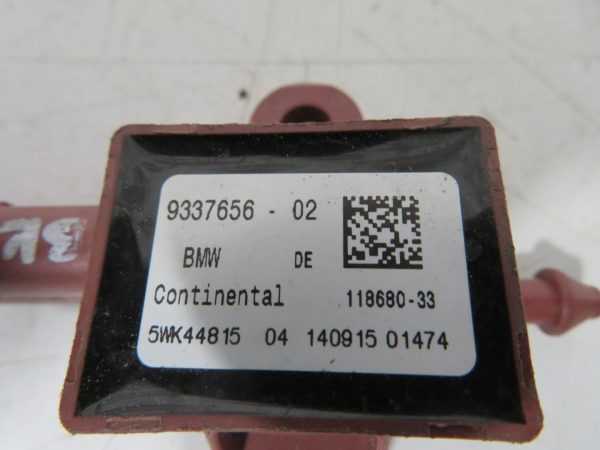 9337656 - 02
BMW DE
Continental 118680-33
5WK44815 04 140915 01474